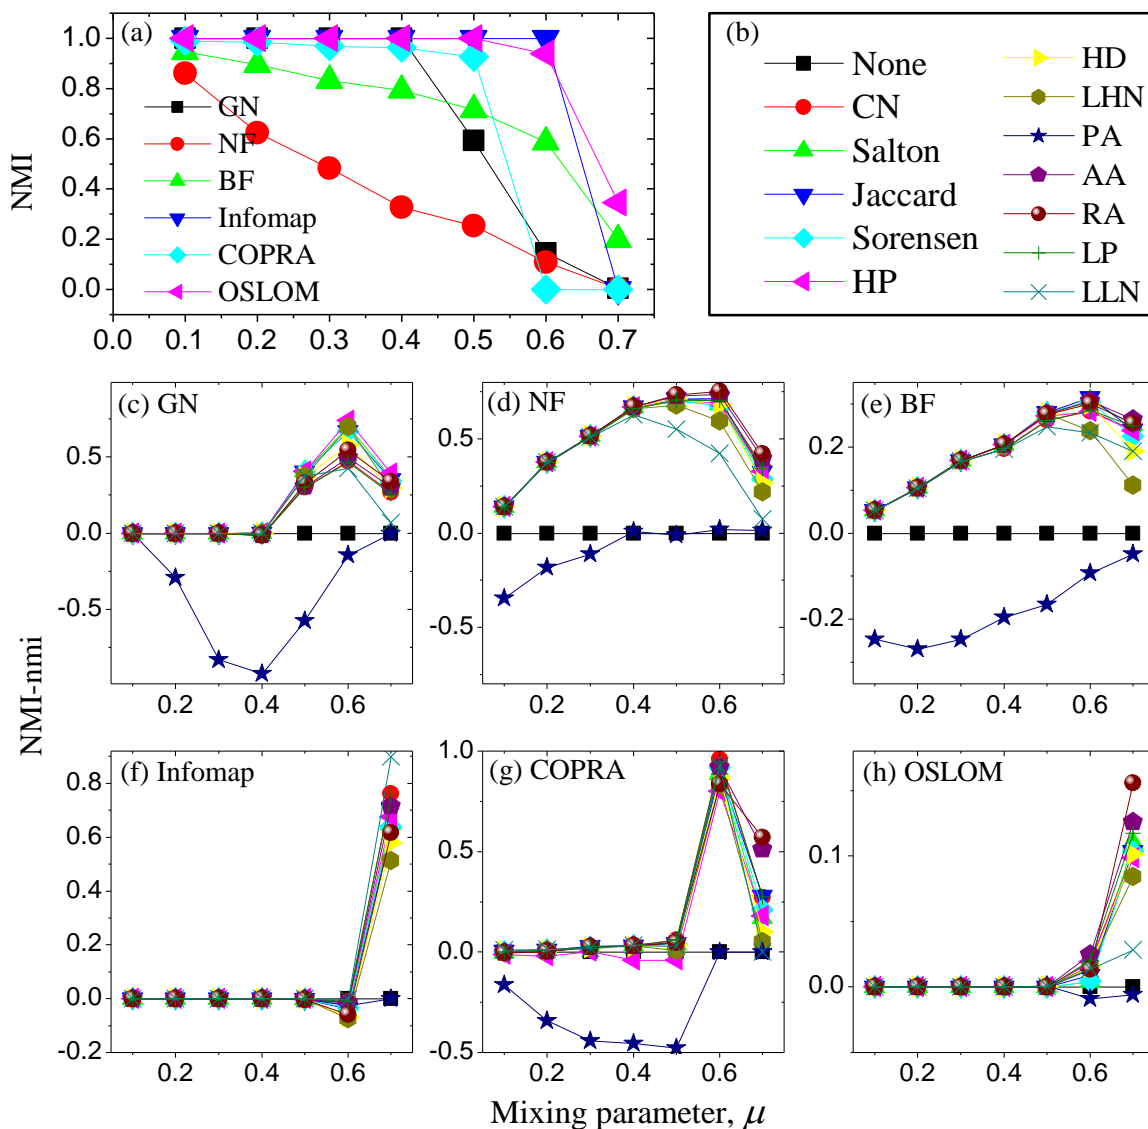 (a)
1.0
0.8
0.6
0.4
0.2
0.0
NMI
GN
NF
BF
Infomap
COPRA
OSLOM
0.0 0.1 0.2 0.3 0.4 0.5 0.6 0.7
(b)
None
CN
Salton
Jaccard
Sorensen
HP
HD
LHN
PA
AA
RA
LP
LLN
NMI-nmi
(c) GN
0.5
0.0
-0.5
0.2 0.4 0.6
(d) NF
0.5
0.0
-0.5
0.2 0.4 0.6
(e) BF
0.2
0.0
-0.2
0.2 0.4 0.6
(f) Infomap
0.8
0.6
0.4
0.2
0.0
-0.2
0.2 0.4 0.6
(g) COPRA
1.0
0.5
0.0
-0.5
0.2 0.4 0.6
(h) OSLOM
0.1
0.0
0.2 0.4 0.6
Mixing parameter, μ